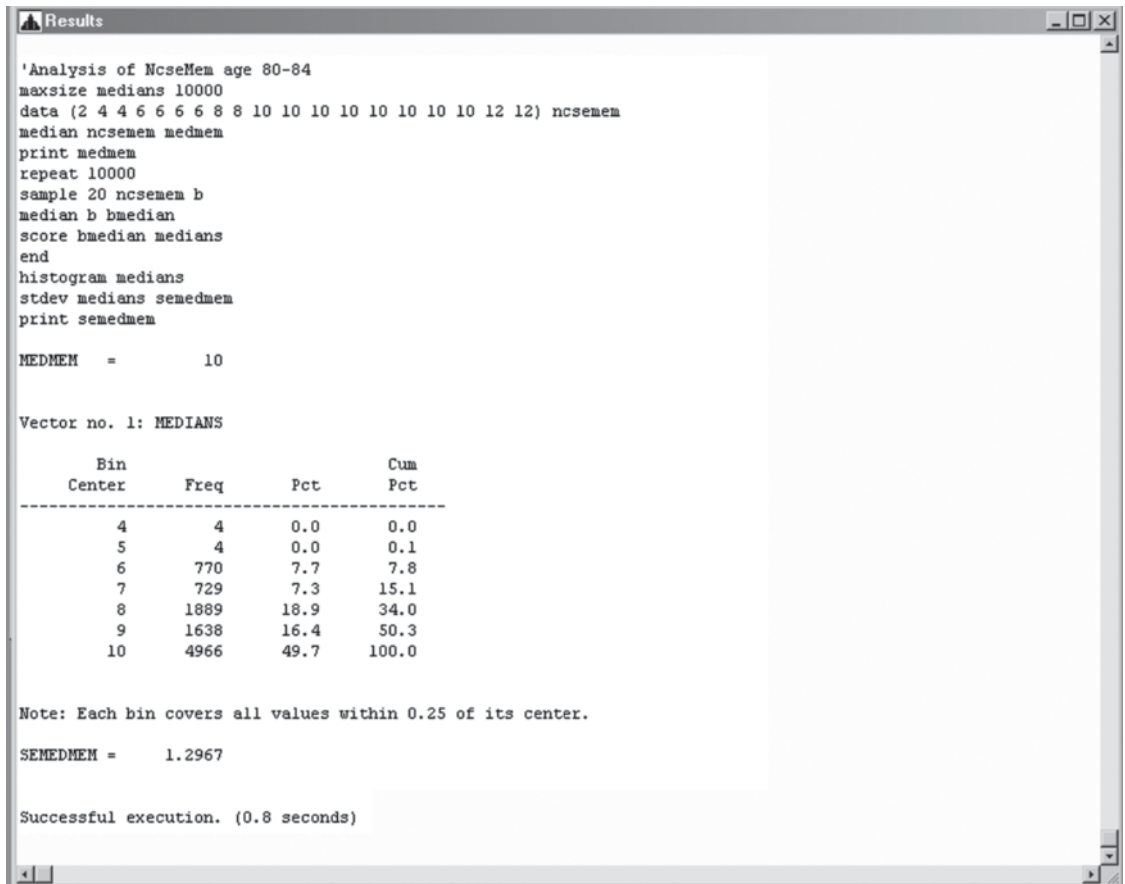 Results
'Analysis of NcseMem age 80-84
maxsize medians 10000
data (2 4 4 6 6 6 6 8 8 10 10 10 10 10 10 10 10 10 12 12) ncsemem
median ncsemem medmem
print medmem
repeat 10000
sample 20 ncsemem b
median b bmedian
score bmedian medians
end
histogram medians
stdev medians semedmem
print semedmem
MEDMEM = 10
Vector no. 1: MEDIANS
Bin Cum
Center Freq Pct Pct
---------------------------------------------
4 4 0.0 0.0
5 4 0.0 0.1
6 770 7.7 7.8
7 729 7.3 15.1
8 1889 18.9 34.0
9 1638 16.4 50.3
10 4966 49.7 100.0
Note: Each bin covers all values within 0.25 of its center.
SEMEDMEM = 1.2967
Successful execution. (0.8 seconds)